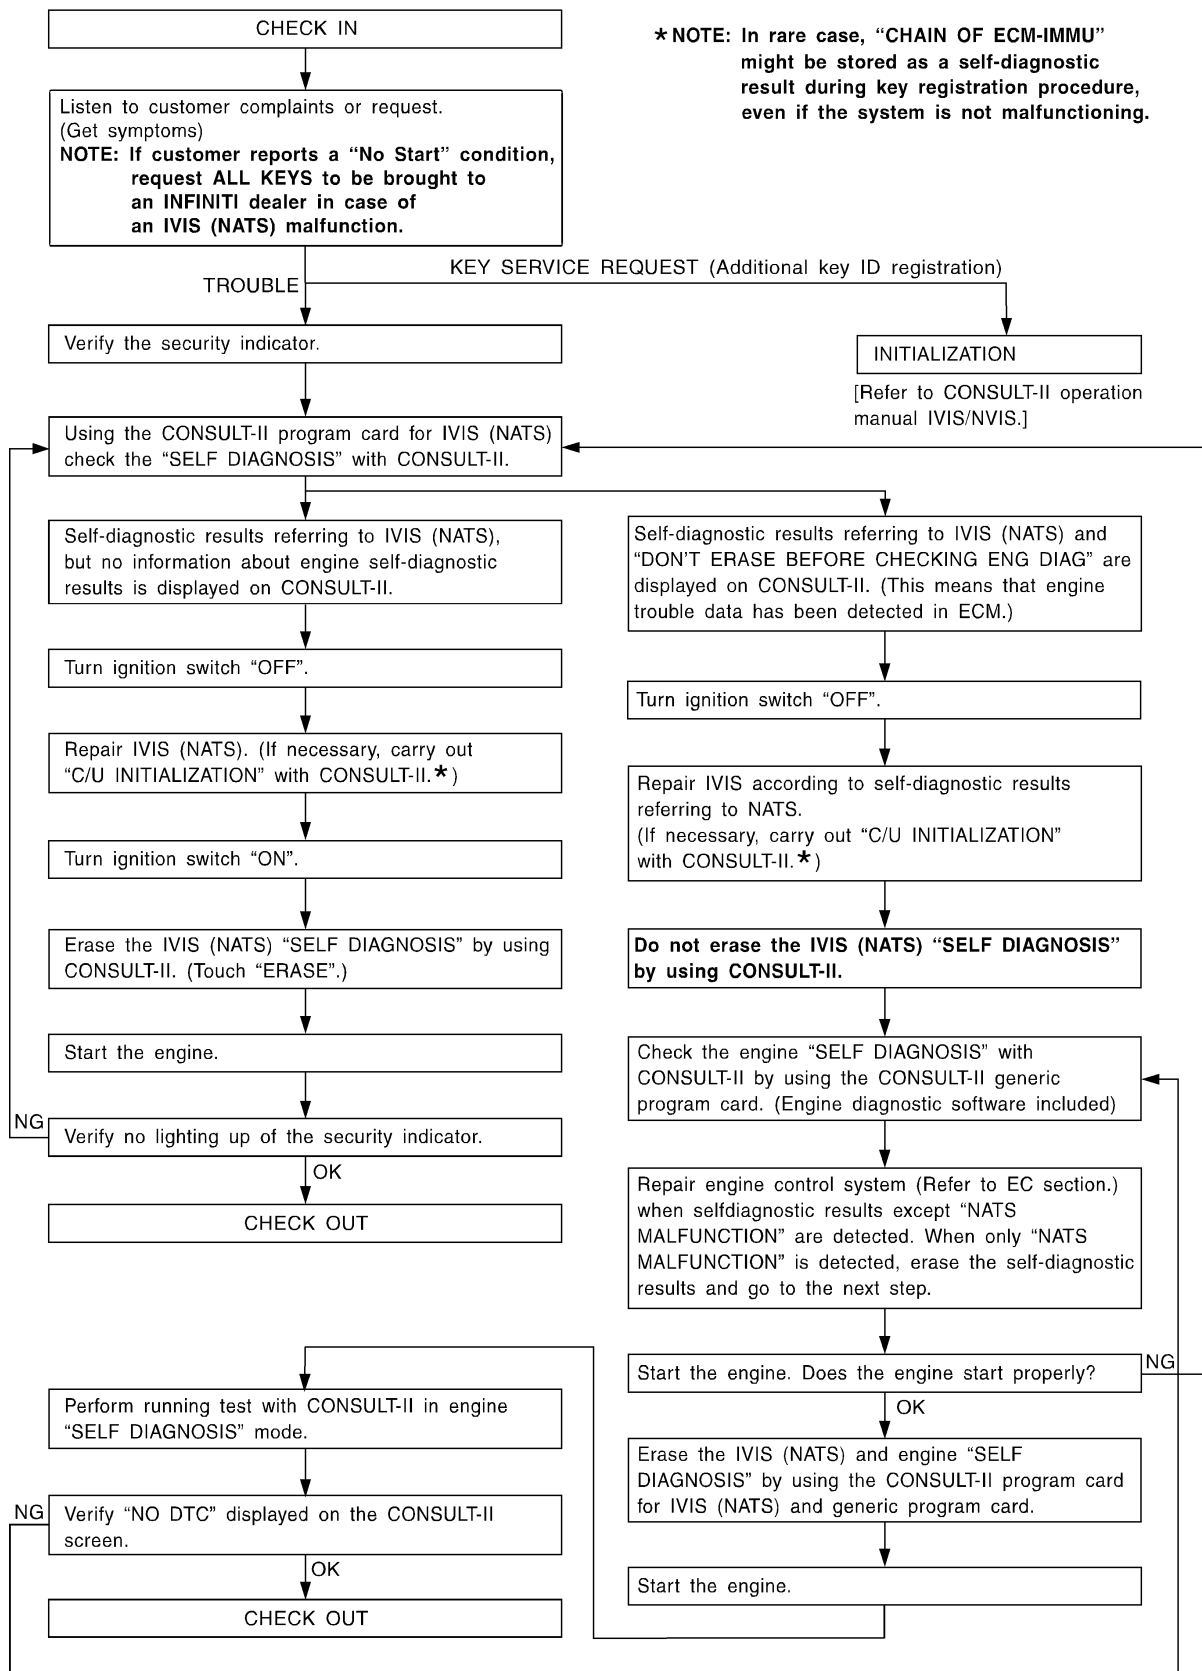 CHECK IN
Listen to customer complaints or request.
(Get symptoms)
NOTE: If customer reports a “No Start” condition,
request ALL KEYS to be brought to
an INFINITI dealer in case of
an IVIS (NATS) malfunction.
★NOTE: In rare case, “CHAIN OF ECM-IMMU”
might be stored as a self-diagnostic
result during key registration procedure,
even if the system is not malfunctioning.
TROUBLE
KEY SERVICE REQUEST (Additional key ID registration)
Verify the security indicator.
INITIALIZATION
[Refer to CONSULT-II operation
manual IVIS/NVIS.]
Using the CONSULT-II program card for IVIS (NATS)
check the “SELF DIAGNOSIS” with CONSULT-II.
Self-diagnostic results referring to IVIS (NATS),
but no information about engine self-diagnostic
results is displayed on CONSULT-II.
Turn ignition switch “OFF”.
Repair IVIS (NATS). (If necessary, carry out
“C/U INITIALIZATION” with CONSULT-II.★)
Turn ignition switch “ON”.
Erase the IVIS (NATS) “SELF DIAGNOSIS” by using
CONSULT-II. (Touch “ERASE”.)
Start the engine.
NG
Verify no lighting up of the security indicator.
OK
CHECK OUT
Self-diagnostic results referring to IVIS (NATS) and
“DON’T ERASE BEFORE CHECKING ENG DIAG” are
displayed on CONSULT-II. (This means that engine
trouble data has been detected in ECM.)
Turn ignition switch “OFF”.
Repair IVIS according to self-diagnostic results
referring to NATS.
(If necessary, carry out “C/U INITIALIZATION”
with CONSULT-II.★)
Do not erase the IVIS (NATS) “SELF DIAGNOSIS”
by using CONSULT-II.
Check the engine “SELF DIAGNOSIS” with
CONSULT-II by using the CONSULT-II generic
program card. (Engine diagnostic software included)
Repair engine control system (Refer to EC section.)
when selfdiagnostic results except “NATS
MALFUNCTION” are detected. When only “NATS
MALFUNCTION” is detected, erase the self-diagnostic
results and go to the next step.
Start the engine. Does the engine start properly?
NG
OK
Erase the IVIS (NATS) and engine “SELF
DIAGNOSIS” by using the CONSULT-II program card
for IVIS (NATS) and generic program card.
Start the engine.
Perform running test with CONSULT-II in engine
“SELF DIAGNOSIS” mode.
NG
Verify “NO DTC” displayed on the CONSULT-II
screen.
OK
CHECK OUT